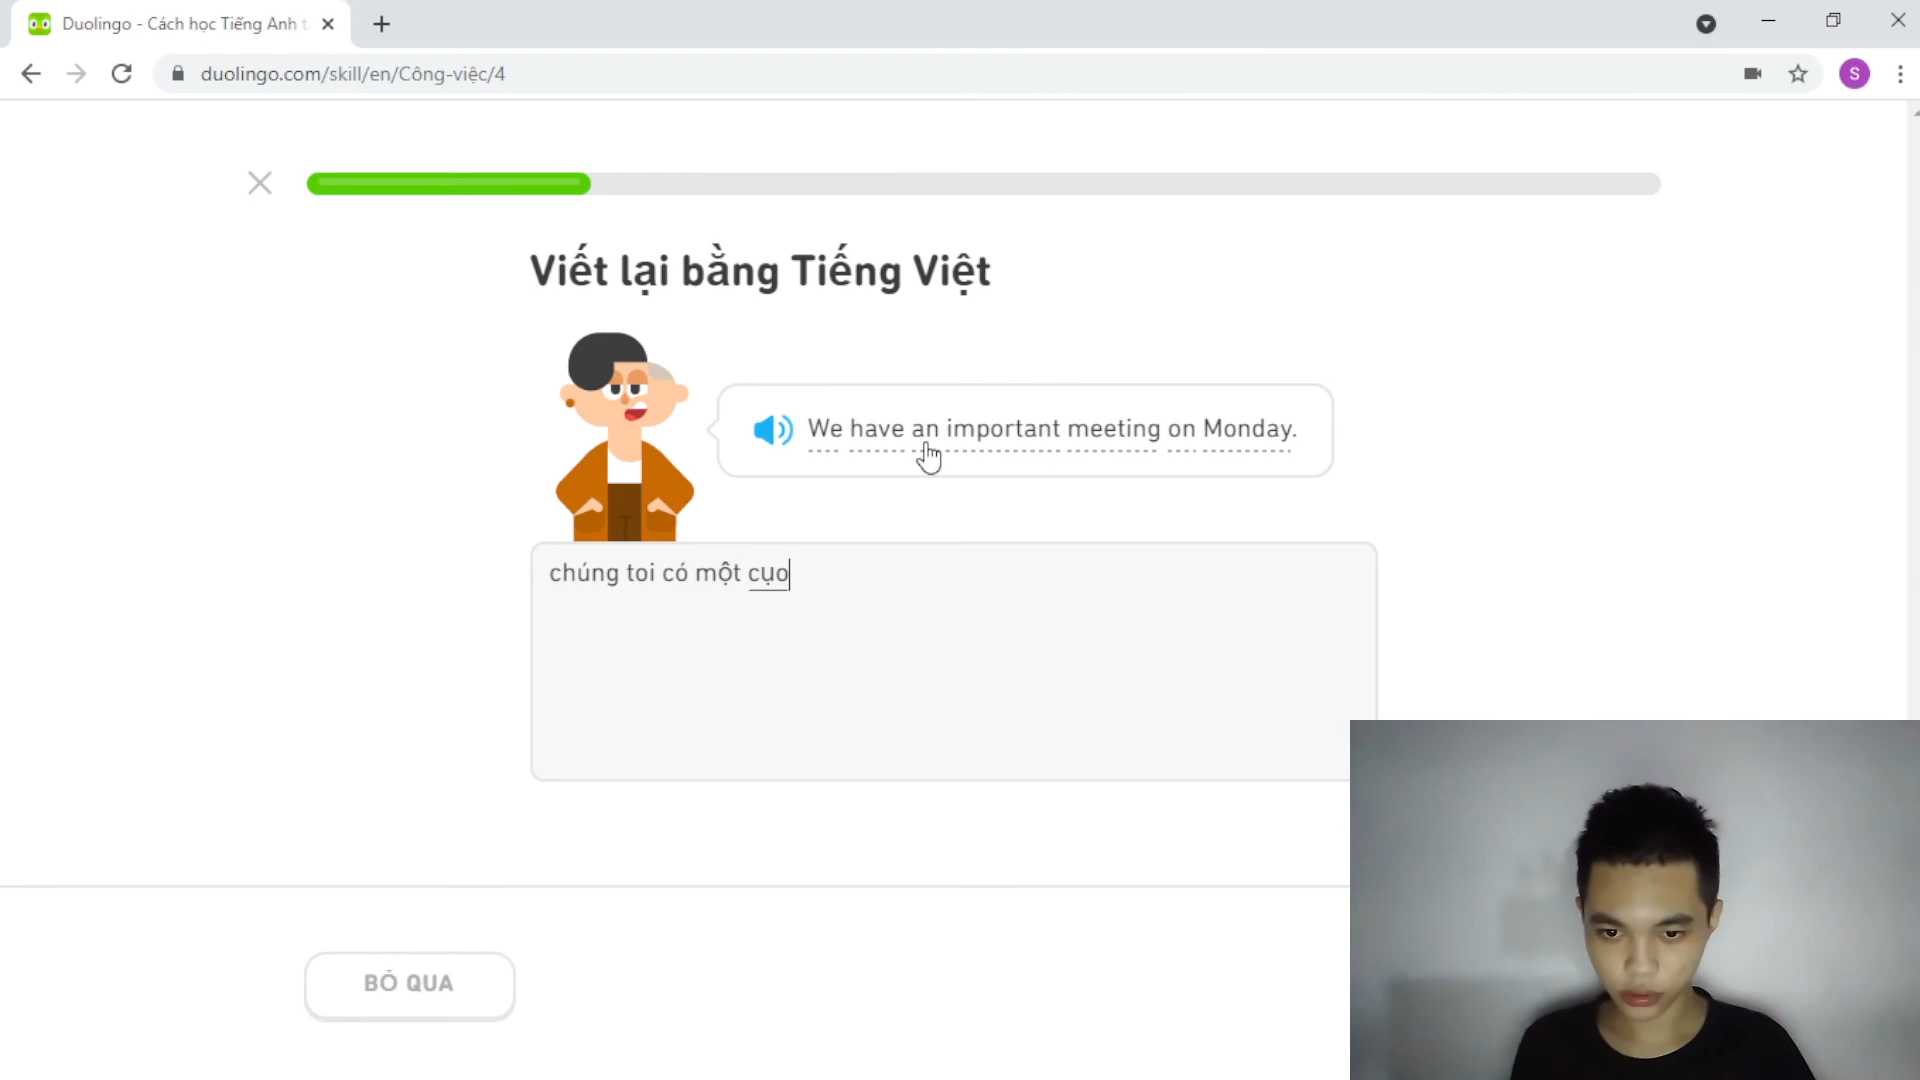 Duolingo - Cách học Tiếng Anh t
duolingo.com/skill/en/Công-việc/4
S
Viết lại bằng Tiếng Việt
We have an important meeting on Monday.
chúng toi có một cụo
BỎ QUA